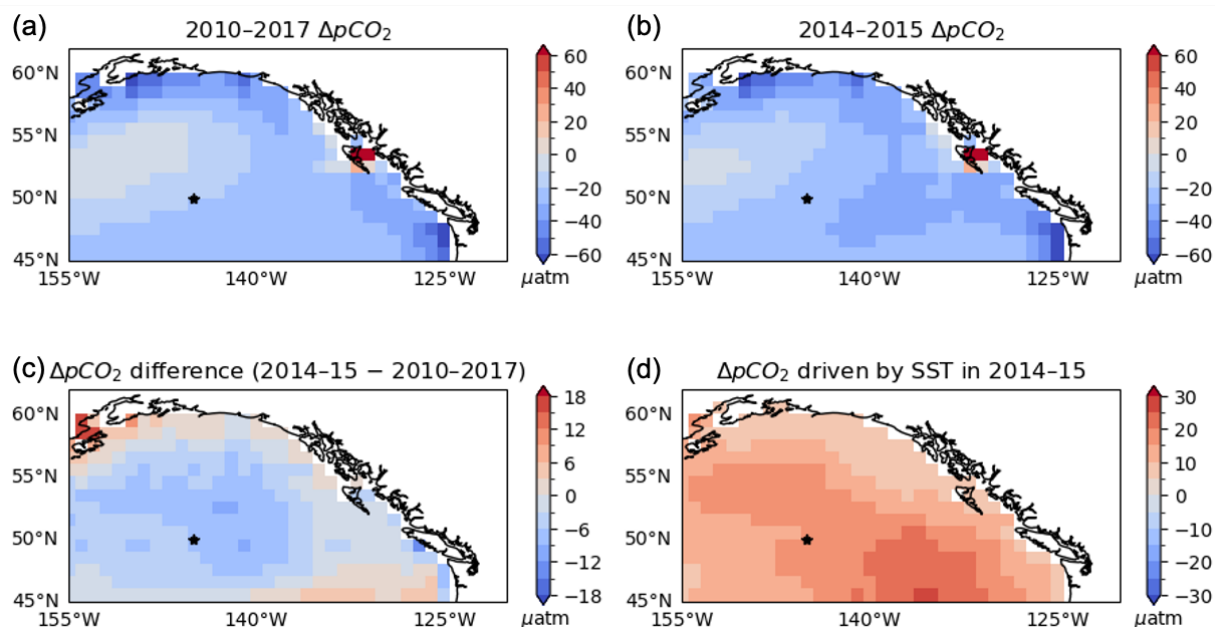 (a)
2010–2017 ΔpCO₂
60°N
55°N
50°N
45°N
155°W
140°W
125°W
60
40
20
0
−20
−40
−60
μatm
(b)
2014–2015 ΔpCO₂
60°N
55°N
50°N
45°N
155°W
140°W
125°W
60
40
20
0
−20
−40
−60
μatm
(c)
ΔpCO₂ difference (2014–15 − 2010–2017)
60°N
55°N
50°N
45°N
155°W
140°W
125°W
18
12
6
0
−6
−12
−18
μatm
(d)
ΔpCO₂ driven by SST in 2014–15
60°N
55°N
50°N
45°N
155°W
140°W
125°W
30
20
10
0
−10
−20
−30
μatm